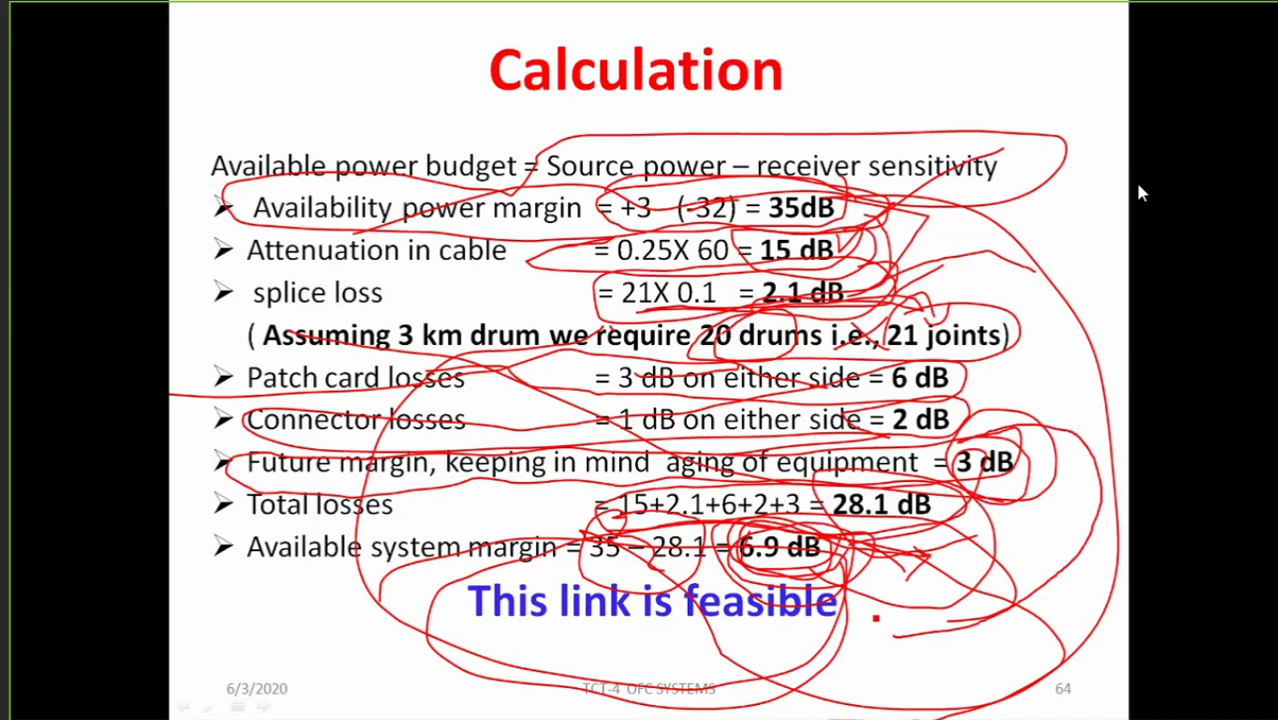 Calculation
Available power budget = Source power – receiver sensitivity
➢ Availability power margin = +3 (-32) = 35dB
➢ Attenuation in cable = 0.25X 60 = 15 dB
➢ splice loss = 21X 0.1 = 2.1 dB
( Assuming 3 km drum we require 20 drums i.e., 21 joints)
➢ Patch card losses = 3 dB on either side = 6 dB
➢ Connector losses = 1 dB on either side = 2 dB
➢ Future margin, keeping in mind aging of equipment = 3 dB
➢ Total losses = 15+2.1+6+2+3 = 28.1 dB
➢ Available system margin = 35 – 28.1 = 6.9 dB
This link is feasible
6/3/2020 TCT-4 OFC SYSTEMS 64